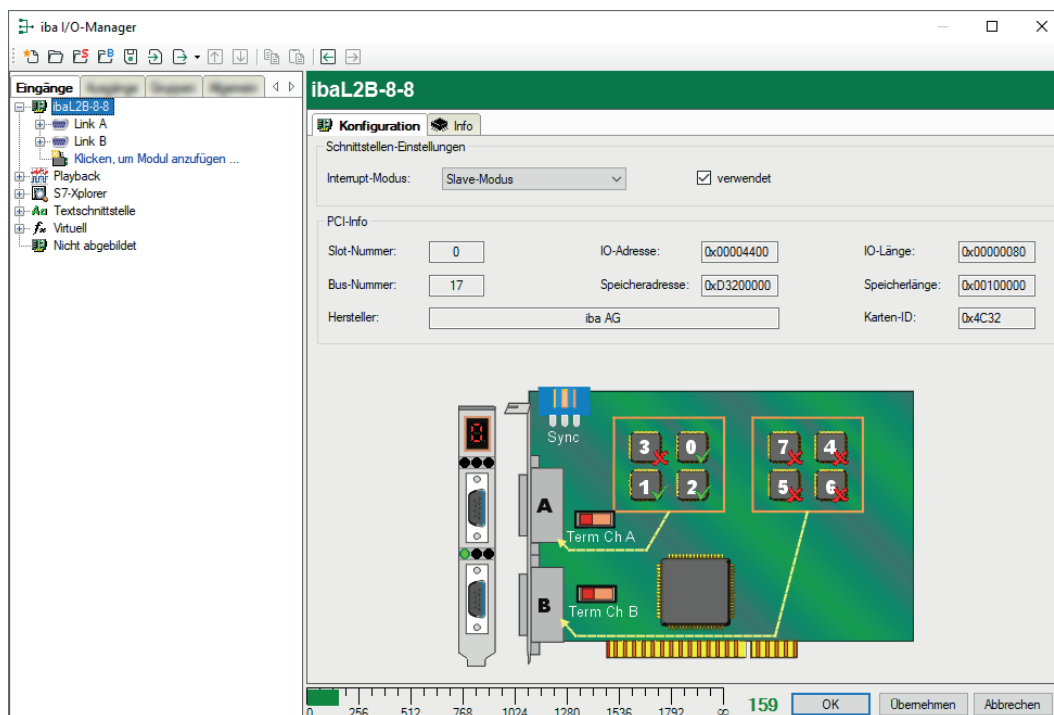 iba I/O-Manager
Eingänge
ibaL2B-8-8
Link A
Link B
Klicken, um Modul anzufügen ...
Playback
S7-Xplorer
Textschnittstelle
Virtuell
Nicht abgebildet
ibaL2B-8-8
Konfiguration Info
Schnittstellen-Einstellungen
Interrupt-Modus: Slave-Modus verwendet
PCI-Info
Slot-Nummer: 0 IO-Adresse: 0x00004400 IO-Länge: 0x00000080
Bus-Nummer: 17 Speicheradresse: 0xD3200000 Speicherlänge: 0x00100000
Hersteller: iba AG Karten-ID: 0x4C32
Sync
3 0 7 4
1 2 5 6
A
Term Ch A
B
Term Ch B
0 256 512 768 1024 1280 1536 1792 ∞ 159 OK Übernehmen Abbrechen